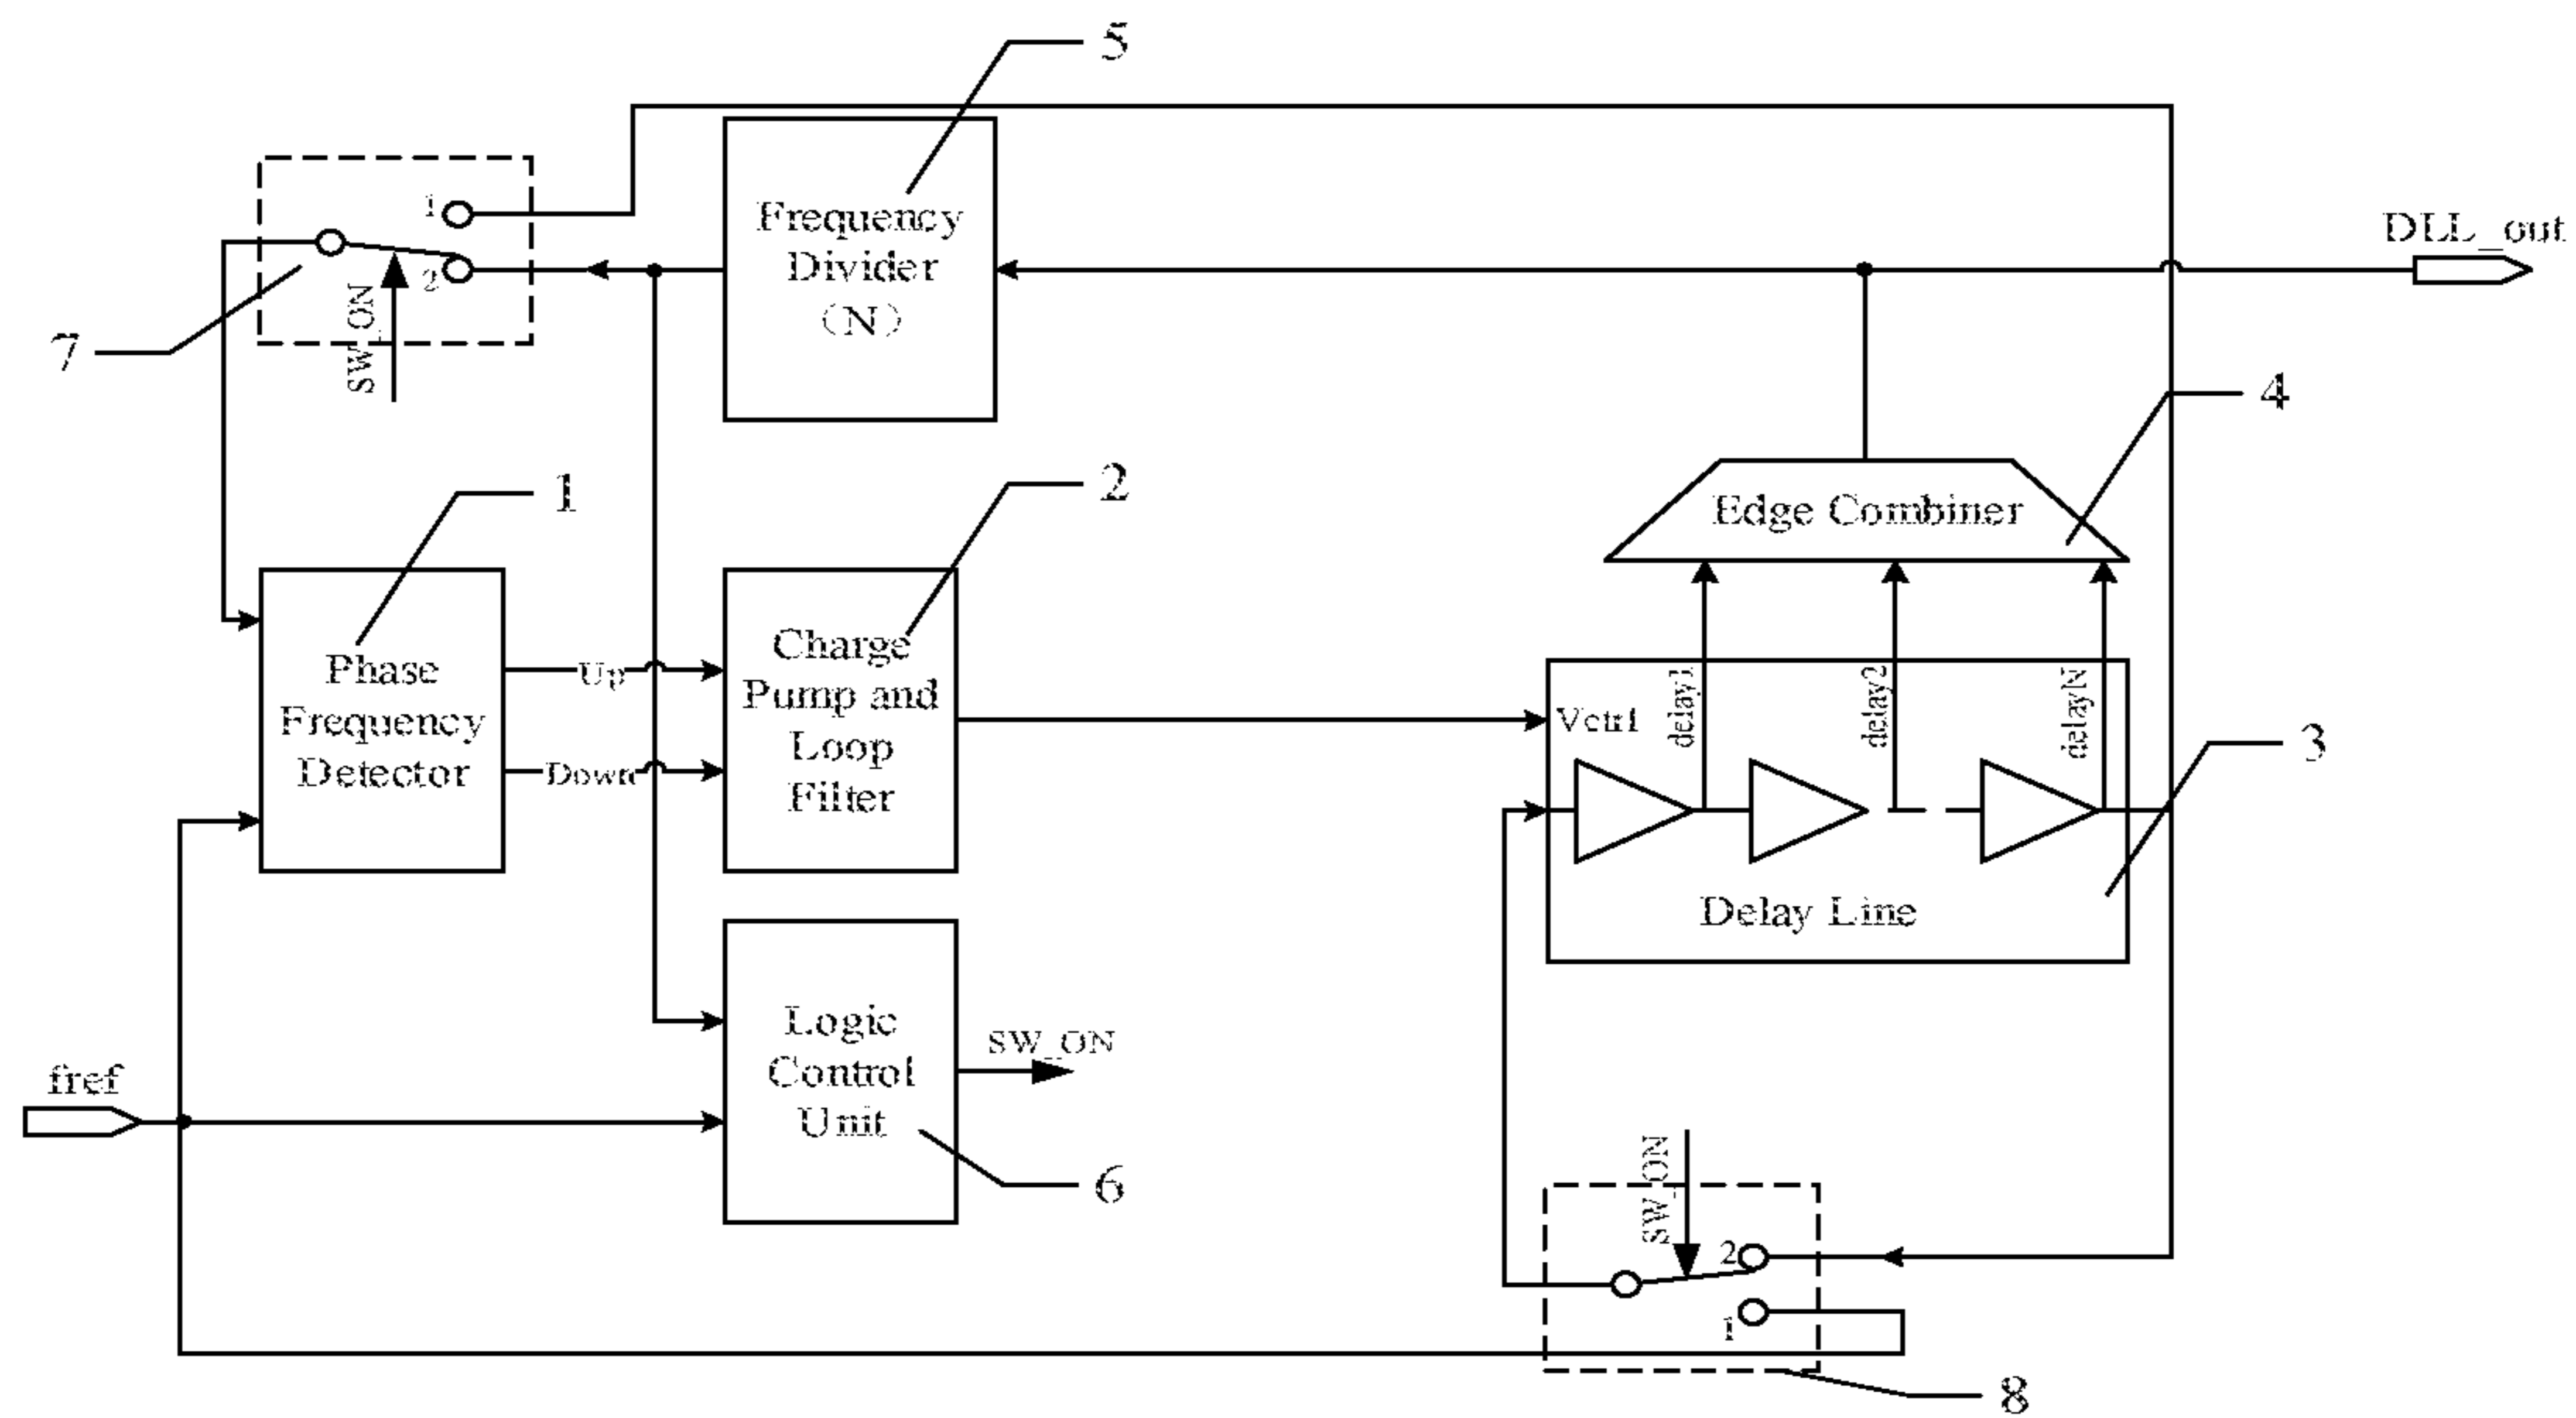 5
DLL_out
1
2
SW_ON
7
Frequency
Divider
(N)
4
Edge Combiner
1
2
Phase
Frequency
Detector
Up
Down
Charge
Pump and
Loop
Filter
Vctrl
delay1
delay2
delayN
3
Delay Line
fref
Logic
Control
Unit
SW_ON
6
SW_ON
2
1
8